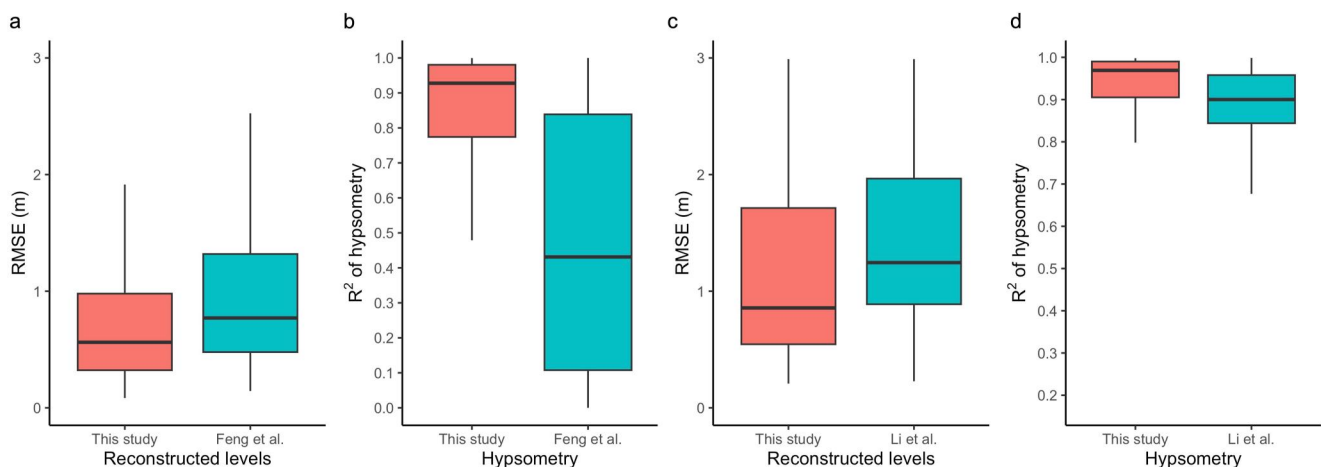 a
3
2
1
0
RMSE (m)
This study
Feng et al.
Reconstructed levels
b
1.0
0.9
0.8
0.7
0.6
0.5
0.4
0.3
0.2
0.1
0.0
R² of hypsometry
This study
Feng et al.
Hypsometry
c
3
2
1
0
RMSE (m)
This study
Li et al.
Reconstructed levels
d
1.0
0.9
0.8
0.7
0.6
0.5
0.4
0.3
0.2
R² of hypsometry
This study
Li et al.
Hypsometry